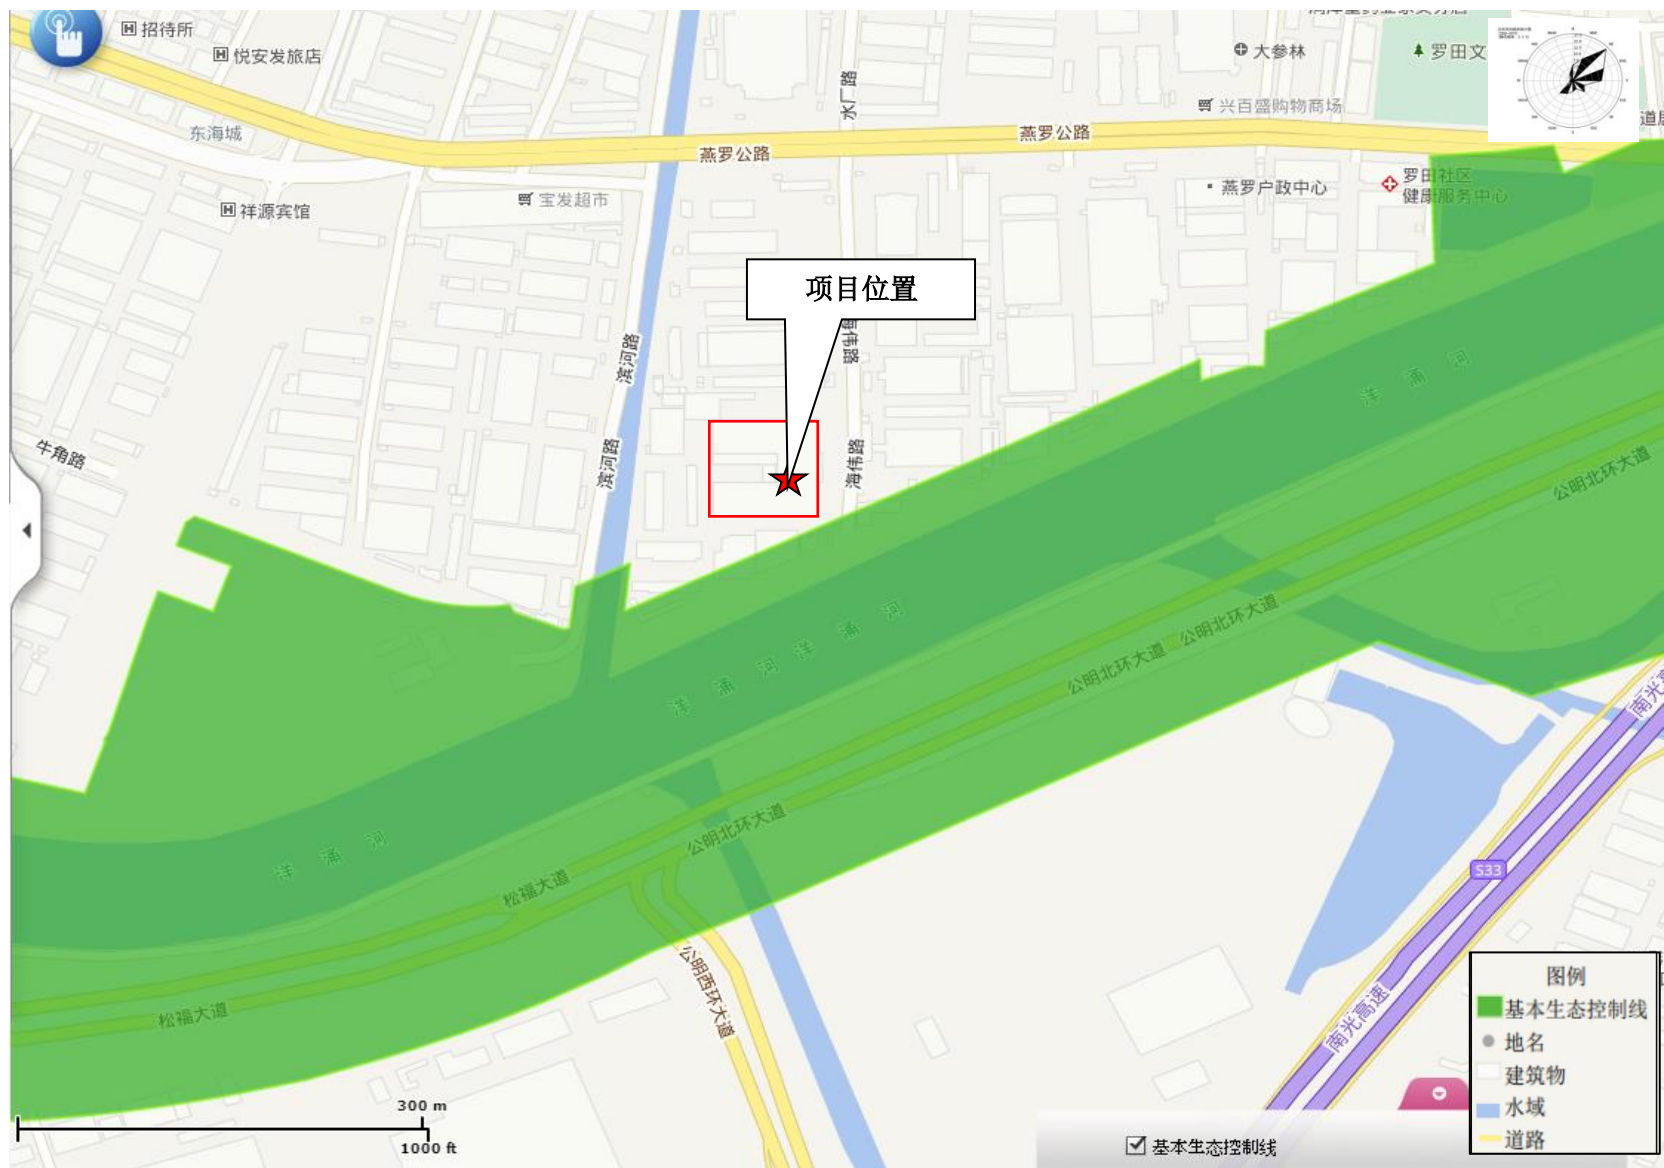 招待所
悦安发旅店
水厂路
大参林
罗田文
兴百盛购物商场
东海城
燕罗公路
燕罗公路
道
宝发超市
祥源宾馆
燕罗户政中心
罗田社区
健康服务中心
项目位置
滨河路
滨河路
海伟路
牛角路
洋涌河
公明北环大道
公明北环大道
公明北环大道
洋涌河
洋涌河
南光高
洋涌河
公明北环大道
松福大道
S33
公明西环大道
松福大道
南光高速
图例
基本生态控制线
地名
建筑物
水域
道路
300 m
1000 ft
基本生态控制线